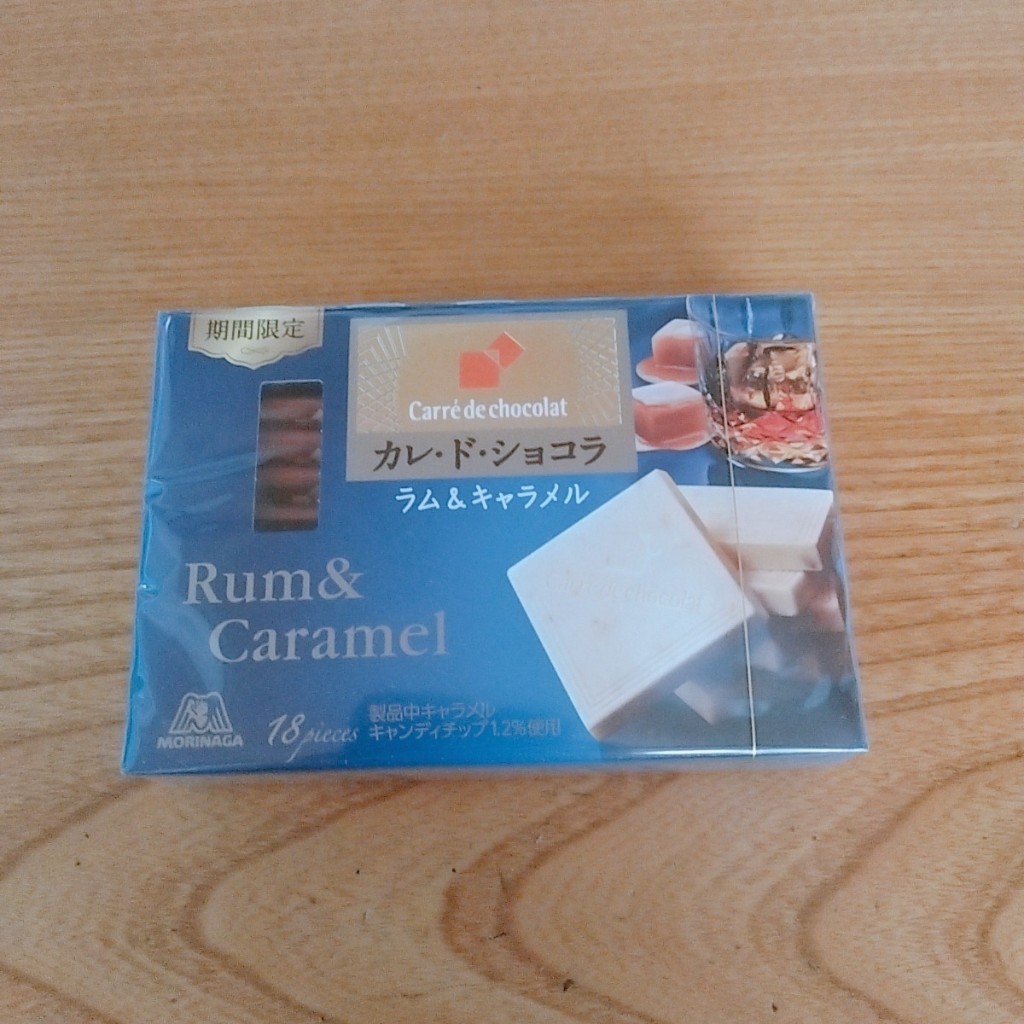 期間限定
Carré de chocolat
カレ・ド・ショコラ
ラム&キャラメル
Rum&
Caramel
MORINAGA
18 pieces
製品中キャラメル
キャンディチップ1.2%使用